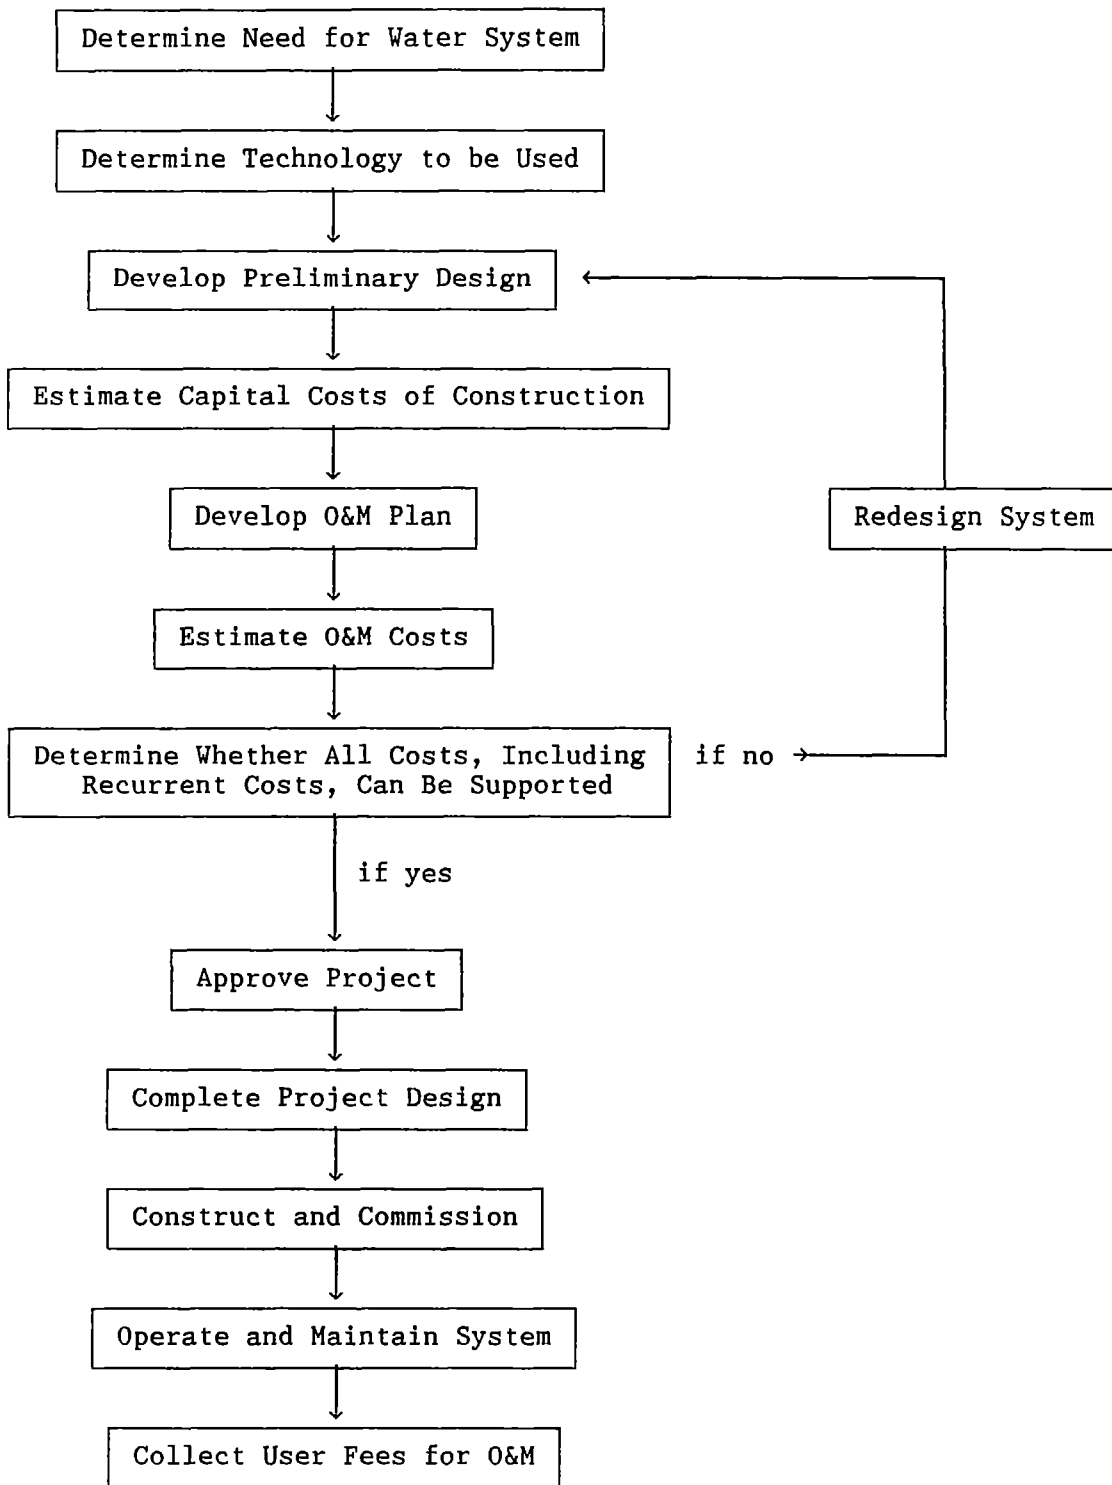 Determine Need for Water System
Determine Technology to be Used
Develop Preliminary Design
Estimate Capital Costs of Construction
Develop O&M Plan
Redesign System
Estimate O&M Costs
Determine Whether All Costs, Including
Recurrent Costs, Can Be Supported
if no
if yes
Approve Project
Complete Project Design
Construct and Commission
Operate and Maintain System
Collect User Fees for O&M